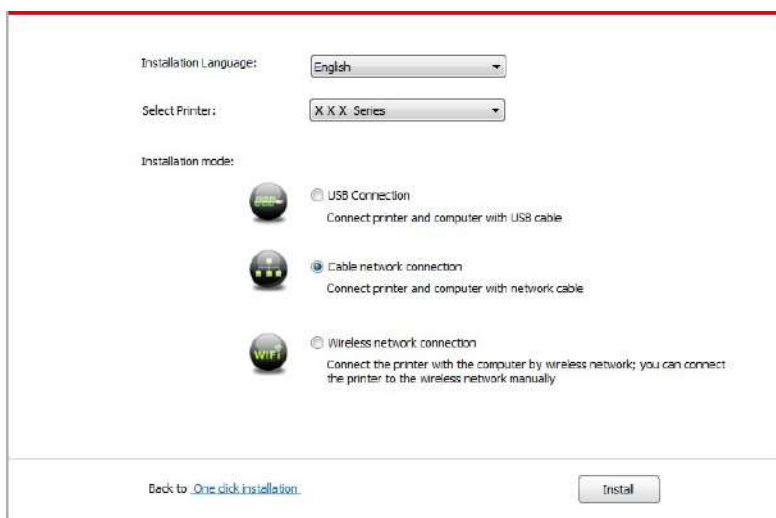 Installation Language: English
Select Printer: X X X Series
Installation mode:
USB Connection
Connect printer and computer with USB cable
Cable network connection
Connect printer and computer with network cable
WiFi
Wireless network connection
Connect the printer with the computer by wireless network; you can connect
the printer to the wireless network manually
Back to One click installation Install